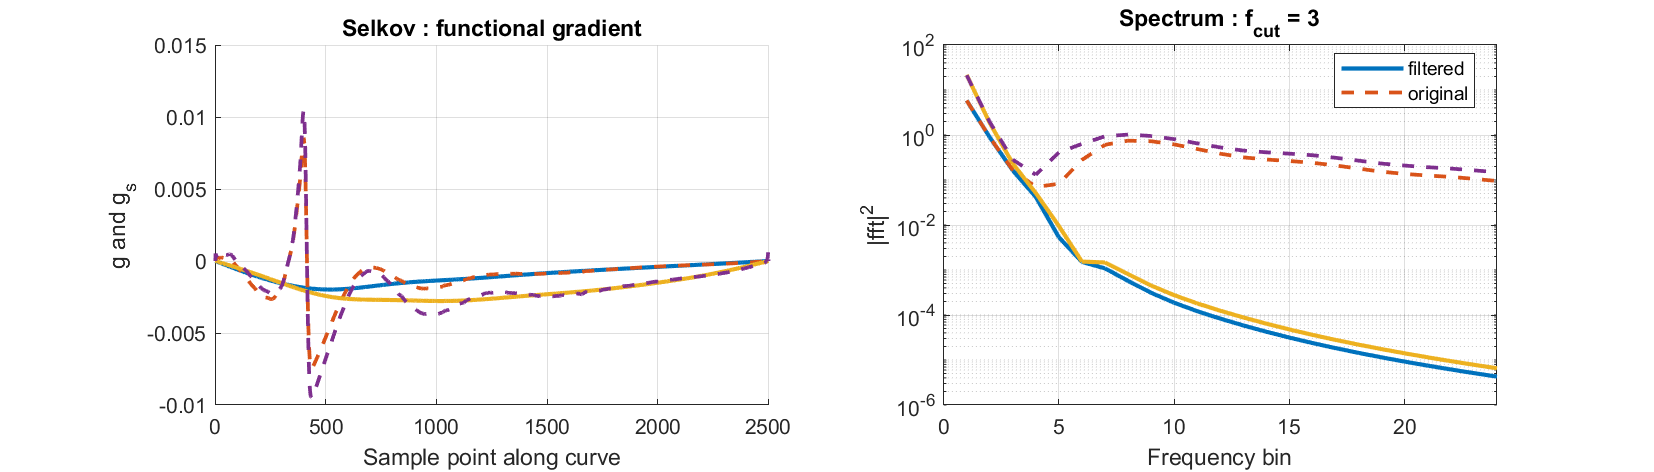 Selkov : functional gradient
0.015
0.01
0.005
0
-0.005
-0.01
g and g_s
0
500
1000
1500
2000
2500
Sample point along curve
Spectrum : f_cut = 3
10^2
10^0
10^-2
10^-4
10^-6
|fft|^2
filtered
original
0
5
10
15
20
Frequency bin